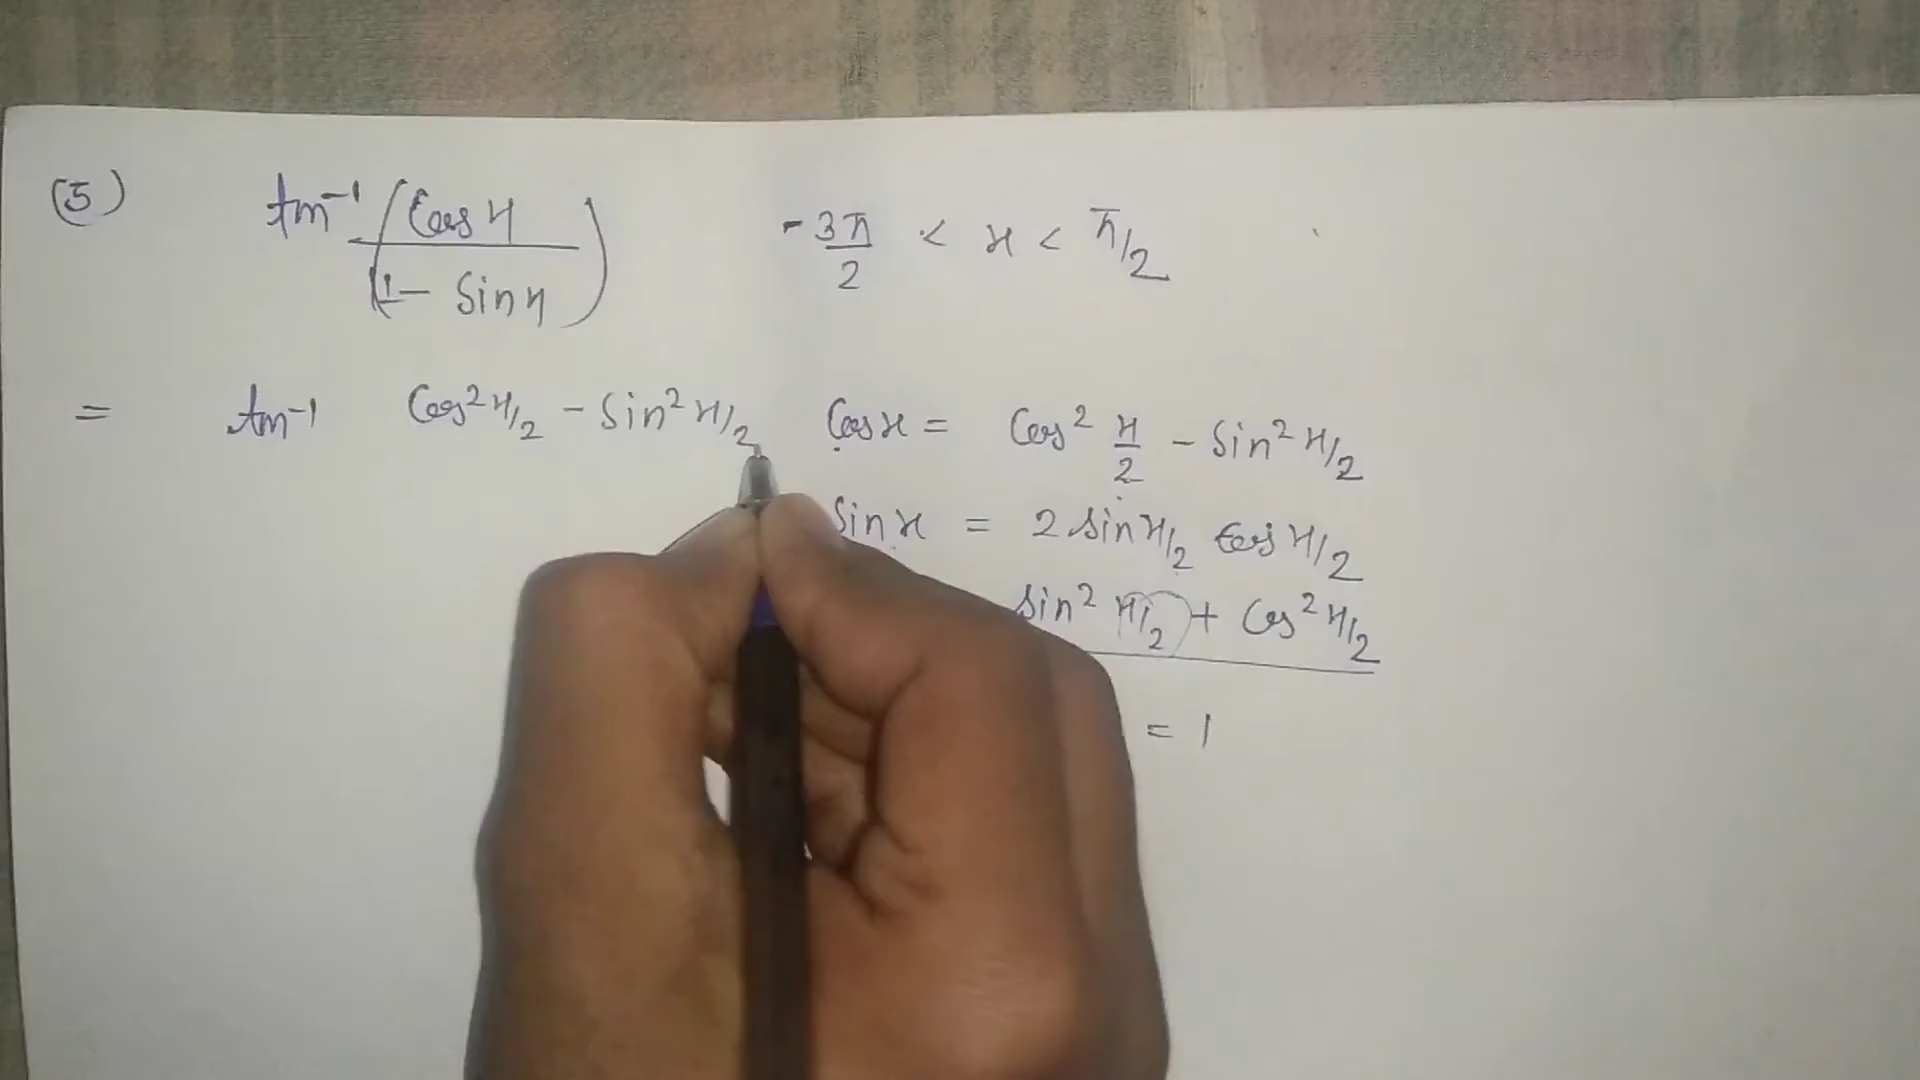 (5) tan⁻¹ (Cos x / 1 - Sin x) -3π/2 < x < π/2
= tan⁻¹ Cos² x/2 - Sin² x/2
Cos x = Cos² x/2 - Sin² x/2
Sin x = 2 sin x/2 Cos x/2
sin² x/2 + Cos² x/2
= 1